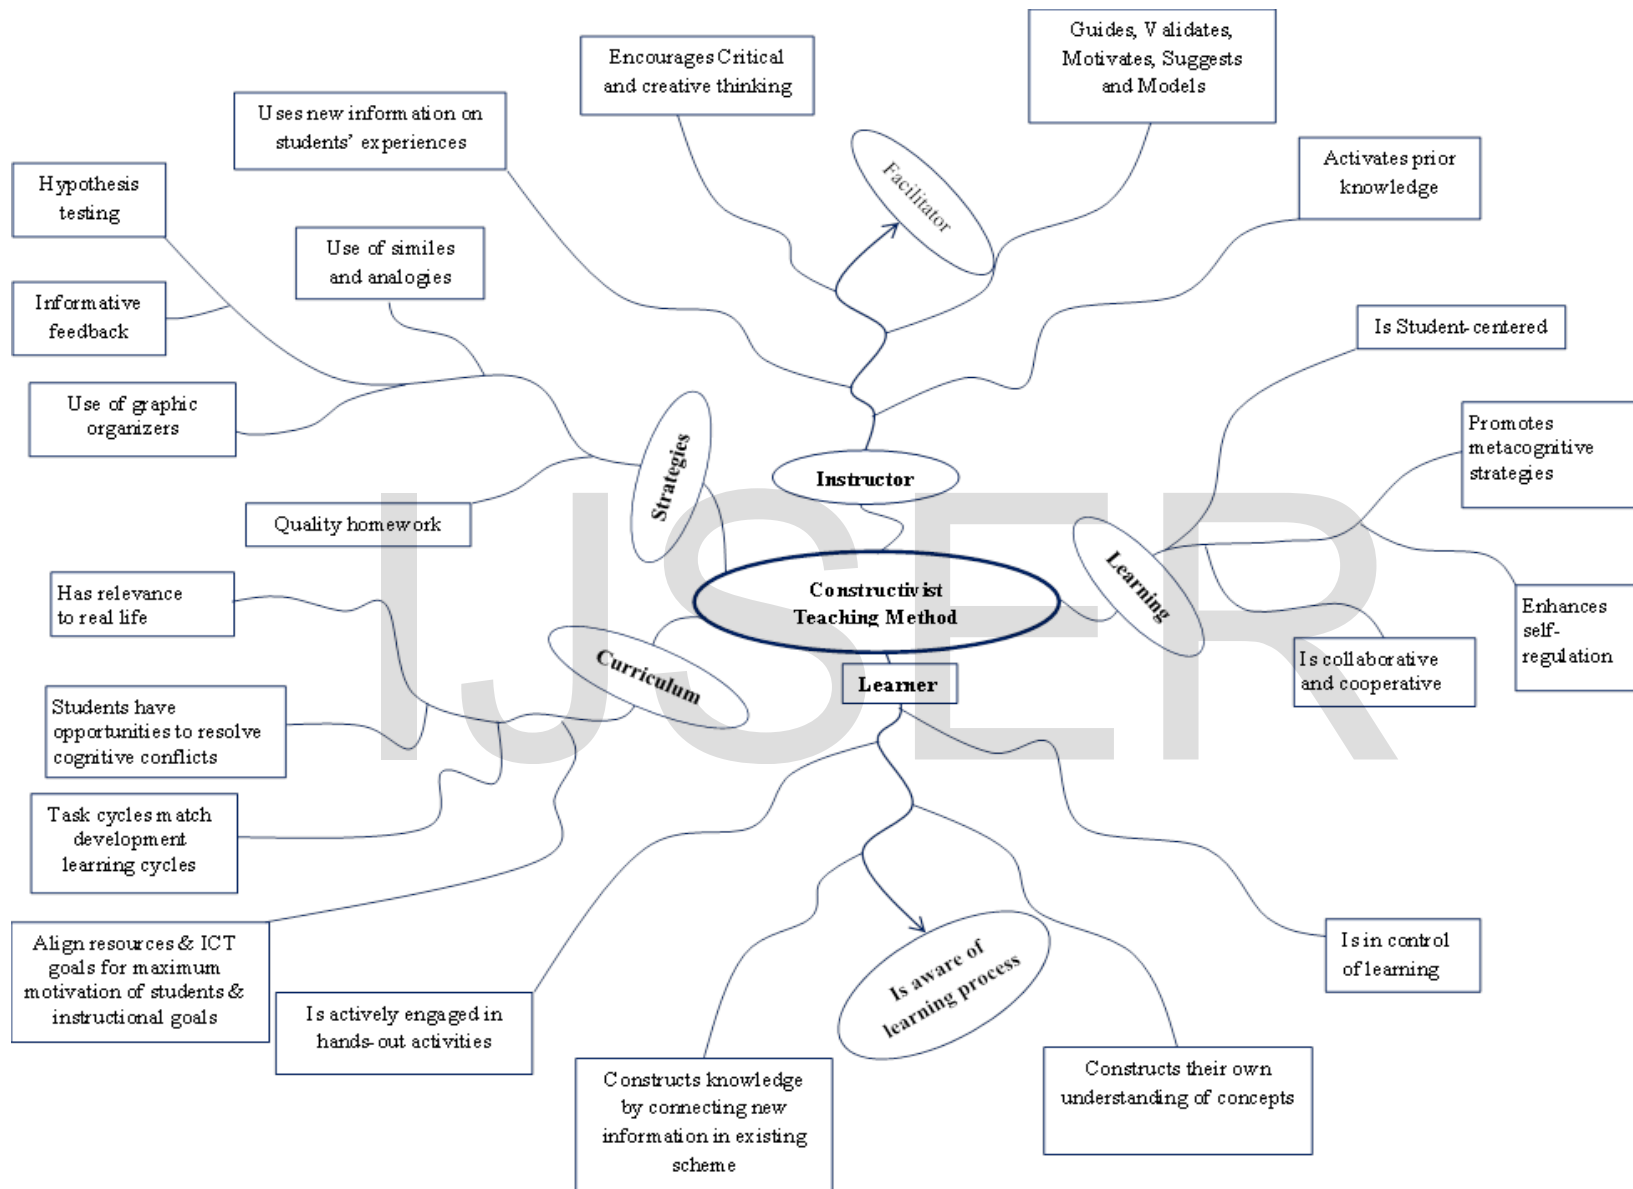 Guides, Validates,
Motivates, Suggests
and Models
Encourages Critical
and creative thinking
Uses new information on
students’ experiences
Facilitator
Activates prior
knowledge
Hypothesis
testing
Use of similes
and analogies
Informative
feedback
Is Student-centered
Use of graphic
organizers
Promotes
metacognitive
strategies
Strategies
Instructor
Quality homework
IJSER
Learning
Constructivist
Teaching Method
Has relevance
to real life
Enhances
self-
regulation
Curriculum
Is collaborative
and cooperative
Learner
Students have
opportunities to resolve
cognitive conflicts
Task cycles match
development
learning cycles
Align resources & ICT
goals for maximum
motivation of students &
instructional goals
Is in control
of learning
Is aware of
learning process
Is actively engaged in
hands-out activities
Constructs their own
understanding of concepts
Constructs knowledge
by connecting new
information in existing
scheme